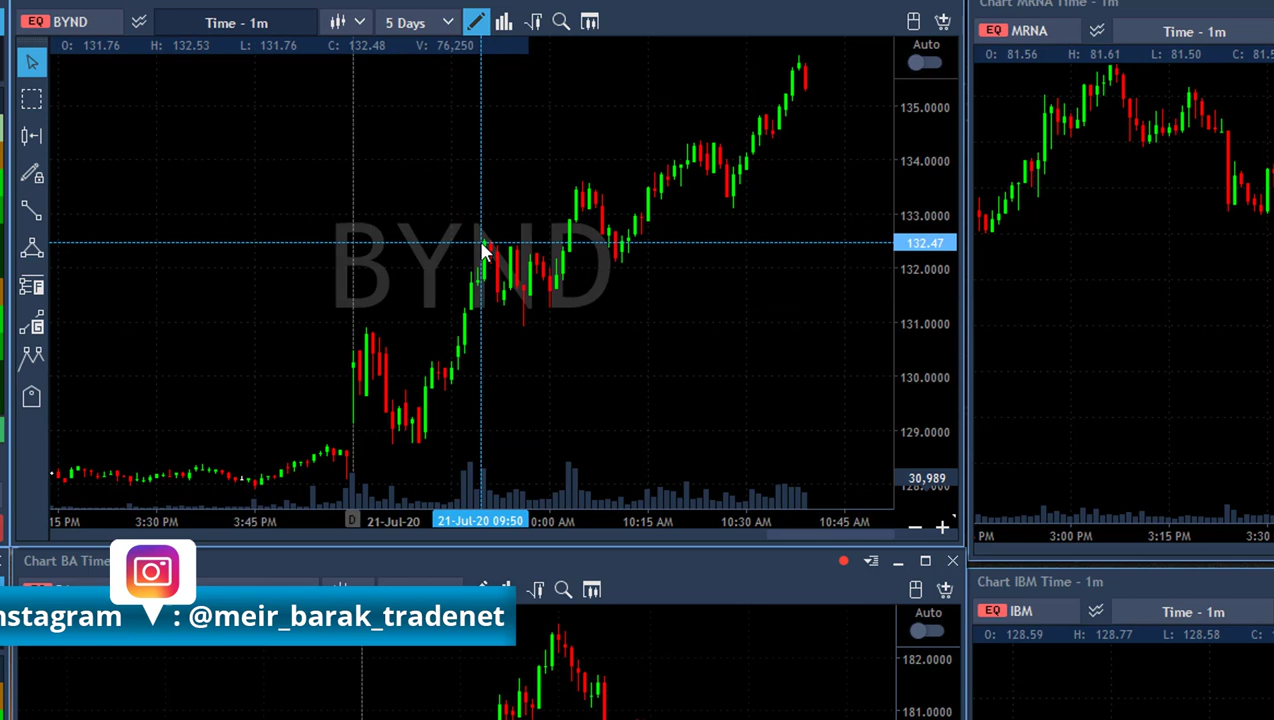 Chart MRNA Time - 1m
EQ BYND
Time - 1m
5 Days
EQ MRNA
Time - 1m
O: 131.76 H: 132.53 L: 131.76 C: 132.48 V: 76,250
Auto
O: 81.56 H: 81.61 L: 81.50 C: 81.5
135.0000
134.0000
133.0000
132.47
132.0000
131.0000
130.0000
129.0000
30,989
BYND
F
G
:15 PM 3:30 PM 3:45 PM D 21-Jul-20 21-Jul-20 09:50 0:00 AM 10:15 AM 10:30 AM 10:45 AM
PM 3:00 PM 3:15 PM 3:30
Chart BA Time
Chart IBM Time - 1m
EQ IBM
Time - 1m
Auto
nstagram : @meir_barak_tradenet
O: 128.59 H: 128.77 L: 128.58 C:
182.0000
181.0000